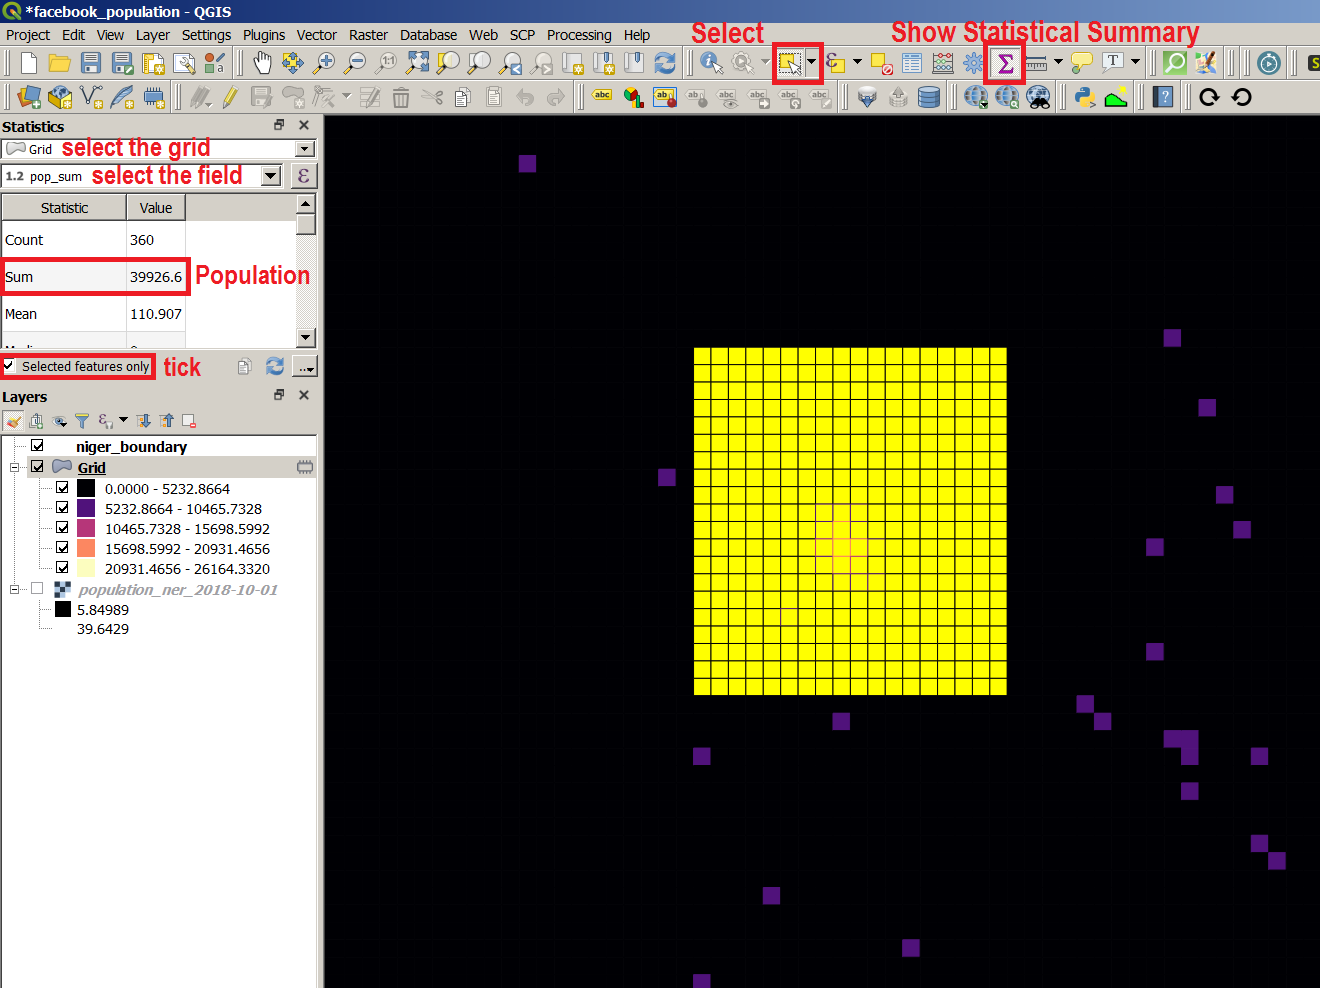 *facebook_population - QGIS
Project Edit View Layer Settings Plugins Vector Raster Database Web SCP Processing Help
Select
Show Statistical Summary
Statistics
Grid
select the grid
1.2 pop_sum
select the field
ε
Statistic Value
Count 360
Sum 39926.6
Population
Mean 110.907
Selected features only
tick
Layers
niger_boundary
Grid
0.0000 - 5232.8664
5232.8664 - 10465.7328
10465.7328 - 15698.5992
15698.5992 - 20931.4656
20931.4656 - 26164.3320
population_ner_2018-10-01
5.84989
39.6429